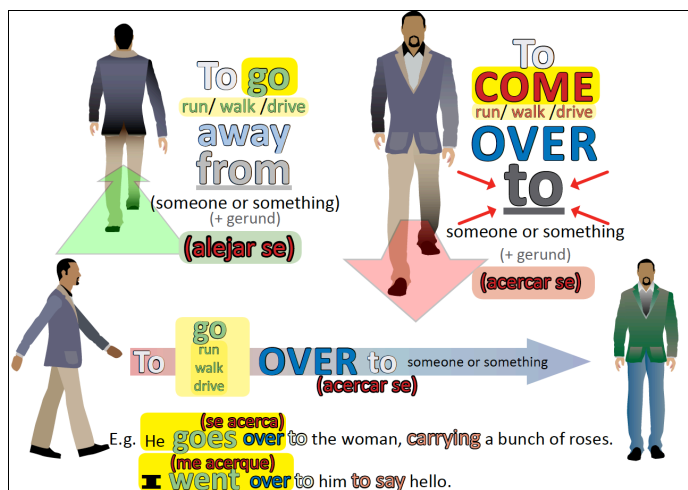 To go
run/ walk /drive
away
from
(someone or something)
(+ gerund)
(alejar se)
To
COME
run/ walk /drive
OVER
to
someone or something
(+ gerund)
(acercar se)
To go OVER to someone or something
run
walk
drive
(acercar se)
(se acerca)
E.g. He goes over to the woman, carrying a bunch of roses.
(me acerque)
I went over to him to say hello.